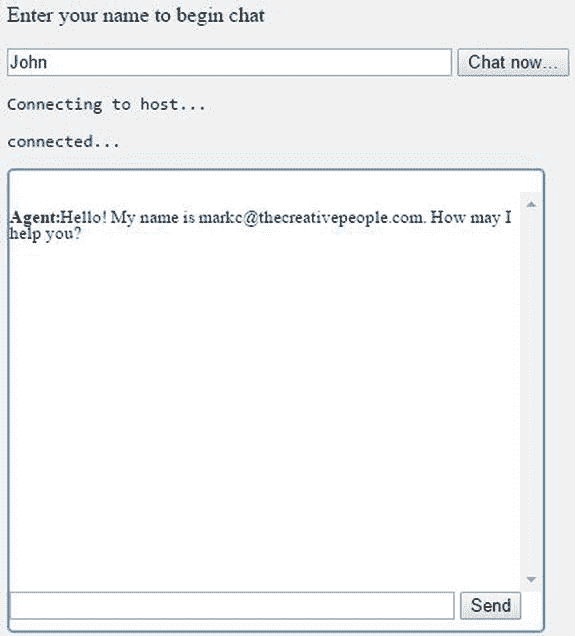 Enter your name to begin chat
John Chat now...
Connecting to host...
connected...
Agent:Hello! My name is markc@thecreativepeople.com. How may I
help you?
Send